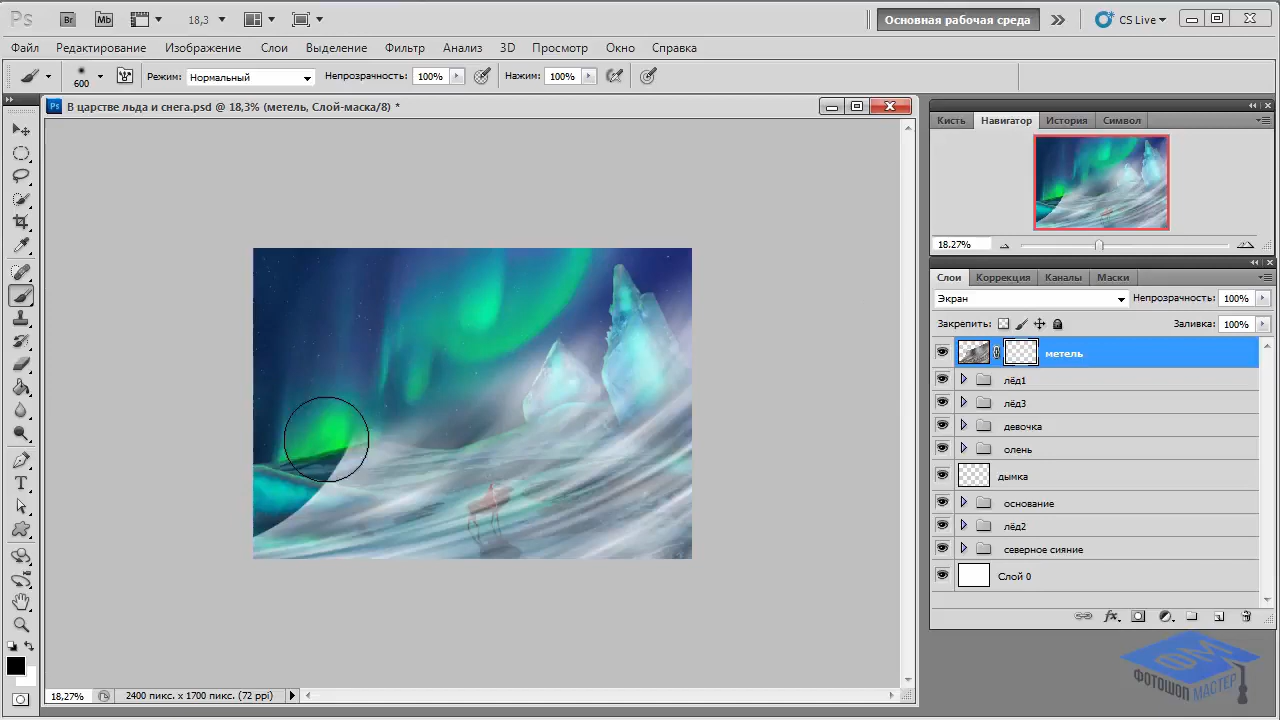 Ps Br Mb 18,3 Основная рабочая среда CS Live
Файл Редактирование Изображение Слои Выделение Фильтр Анализ 3D Просмотр Окно Справка
600 Режим: Нормальный Непрозрачность: 100% Нажим: 100%
Ps В царстве льда и снега.psd @ 18,3% (метель, Слой-маска/8) *
Кисть Навигатор История Символ
18.27%
Слои Коррекция Каналы Маски
Экран Непрозрачность: 100%
Закрепить: Заливка: 100%
метель
лёд1
лёд3
девочка
олень
дымка
основание
лёд2
северное сияние
Слой 0
18,27% 2400 пикс. x 1700 пикс. (72 ppi)
ФМ
ФОТОШОП
МАСТЕР